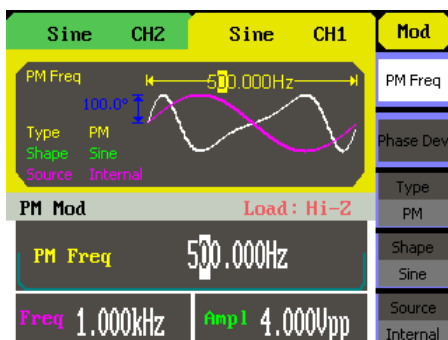 Sine CH2 Sine CH1 Mod
PM Freq 500.000Hz
100.0°
Type PM
Shape Sine
Source Internal
PM Freq
Phase Dev
Type
PM
Shape
Sine
Source
Internal
PM Mod Load: Hi-Z
PM Freq 500.000Hz
Freq 1.000kHz Ampl 4.000Vpp